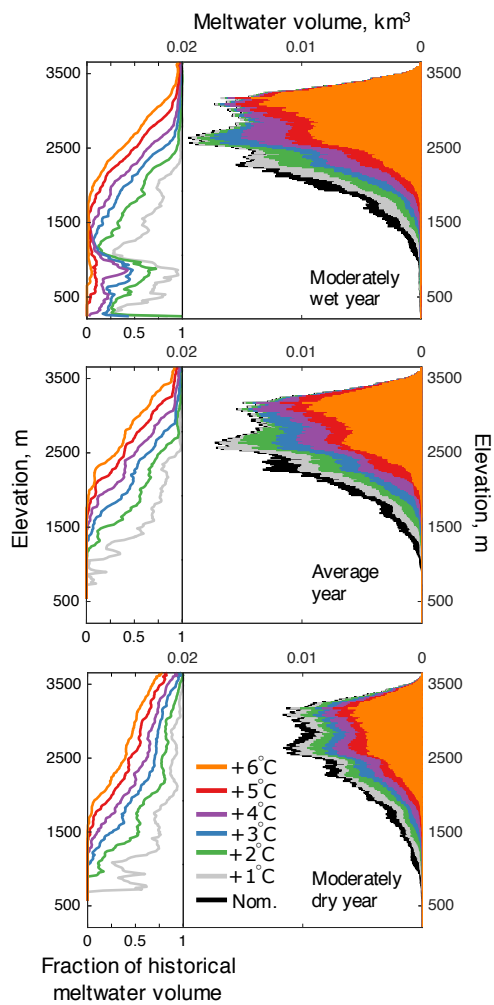 Meltwater volume, km³
0.02 0.01 0
3500 3500
2500 2500
1500 1500
500 500
Moderately
wet year
0 0.5 1
0.02 0.01 0
3500 3500
2500 2500
1500 1500
500 500
Elevation, m
Elevation, m
Average
year
0 0.5 1
0.02 0.01 0
3500 3500
2500 2500
1500 1500
500 500
+6°C
+5°C
+4°C
+3°C
+2°C
+1°C
Nom.
Moderately
dry year
0 0.5 1
Fraction of historical
meltwater volume